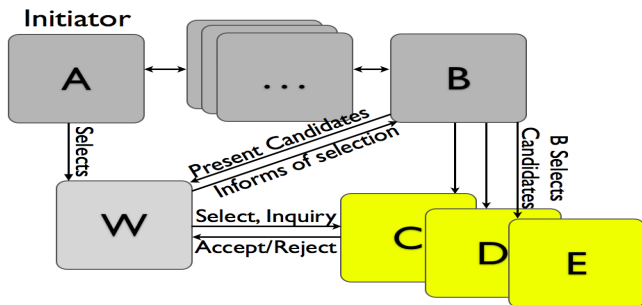 Initiator
A
...
B
Selects
Present Candidates
Informs of selection
B Selects
Candidates
W
Select, Inquiry
Accept/Reject
C
D
E